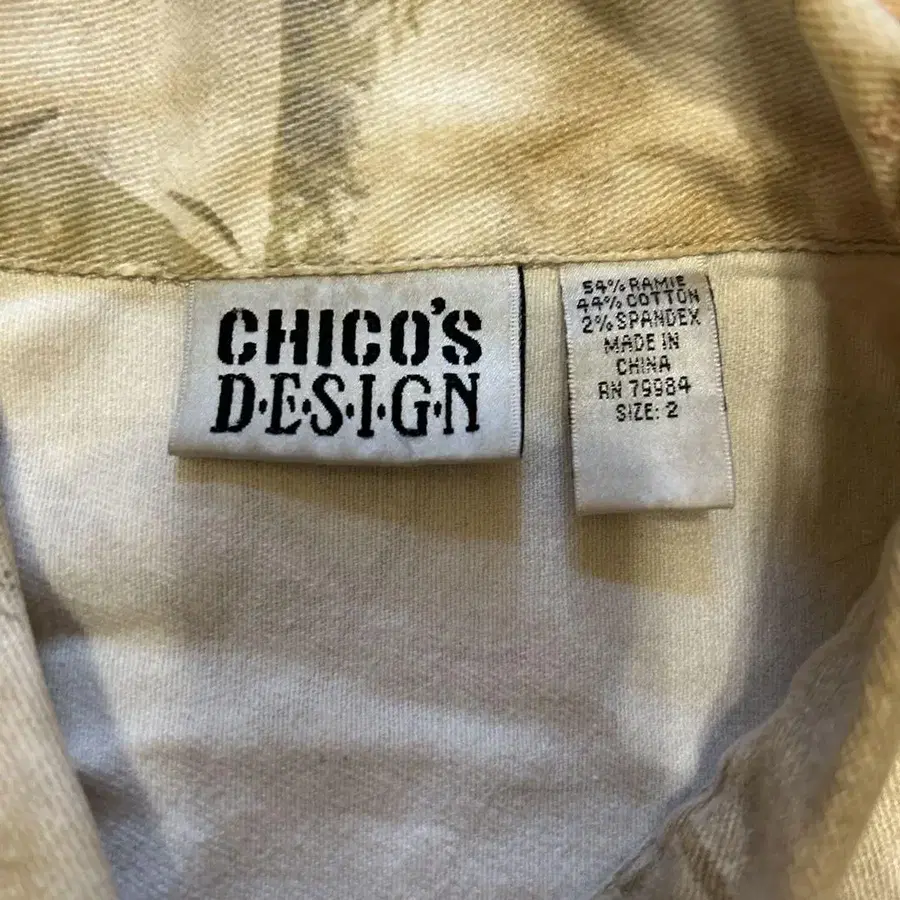 CHICO'S
D·E·S·I·G·N
54% RAMIE
44% COTTON
2% SPANDEX
MADE IN
CHINA
RN 79984
SIZE: 2